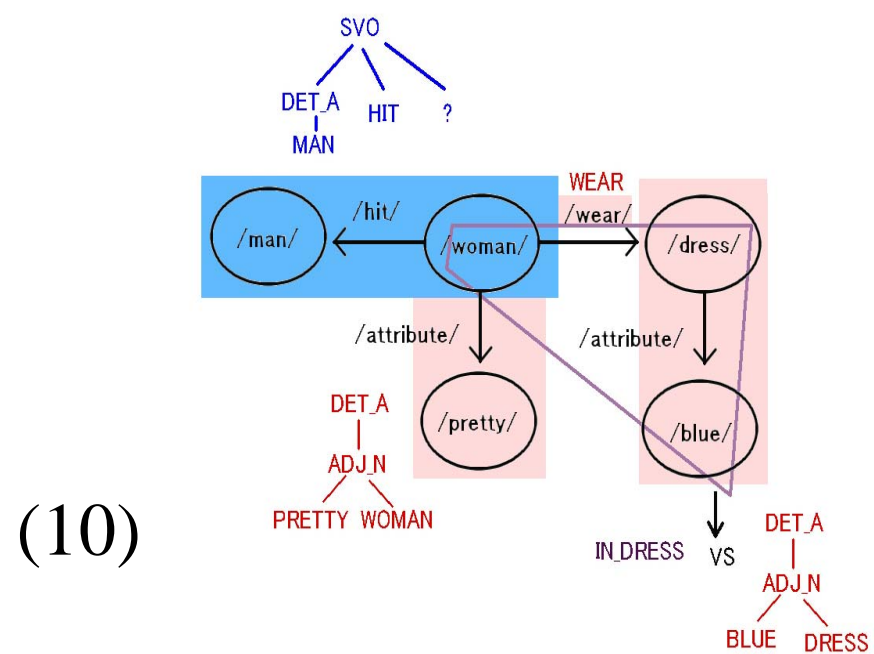 SVO
DET_A HIT ?
MAN
WEAR
/man/ /hit/ /woman/ /wear/ /dress/
/attribute/ /attribute/
DET_A
/pretty/ /blue/
ADJ_N
PRETTY WOMAN
(10)
DET_A
IN_DRESS VS
ADJ_N
BLUE DRESS